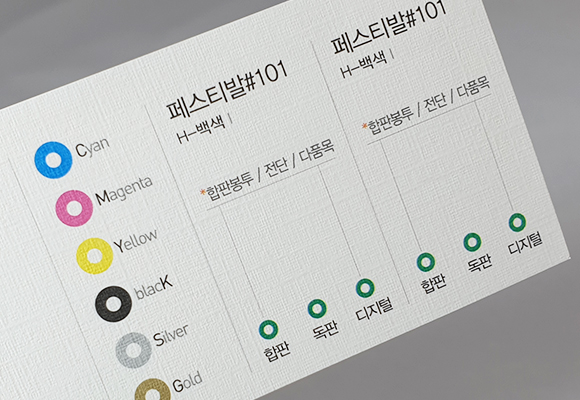 Cyan
Magenta
Yellow
blacK
Silver
Gold
페스티발#101
H-백색
*합판봉투 / 전단 / 다품목
합판
독판
디지털
페스티발#101
H-백색
*합판봉투 / 전단 / 다품목
합판
독판
디지털